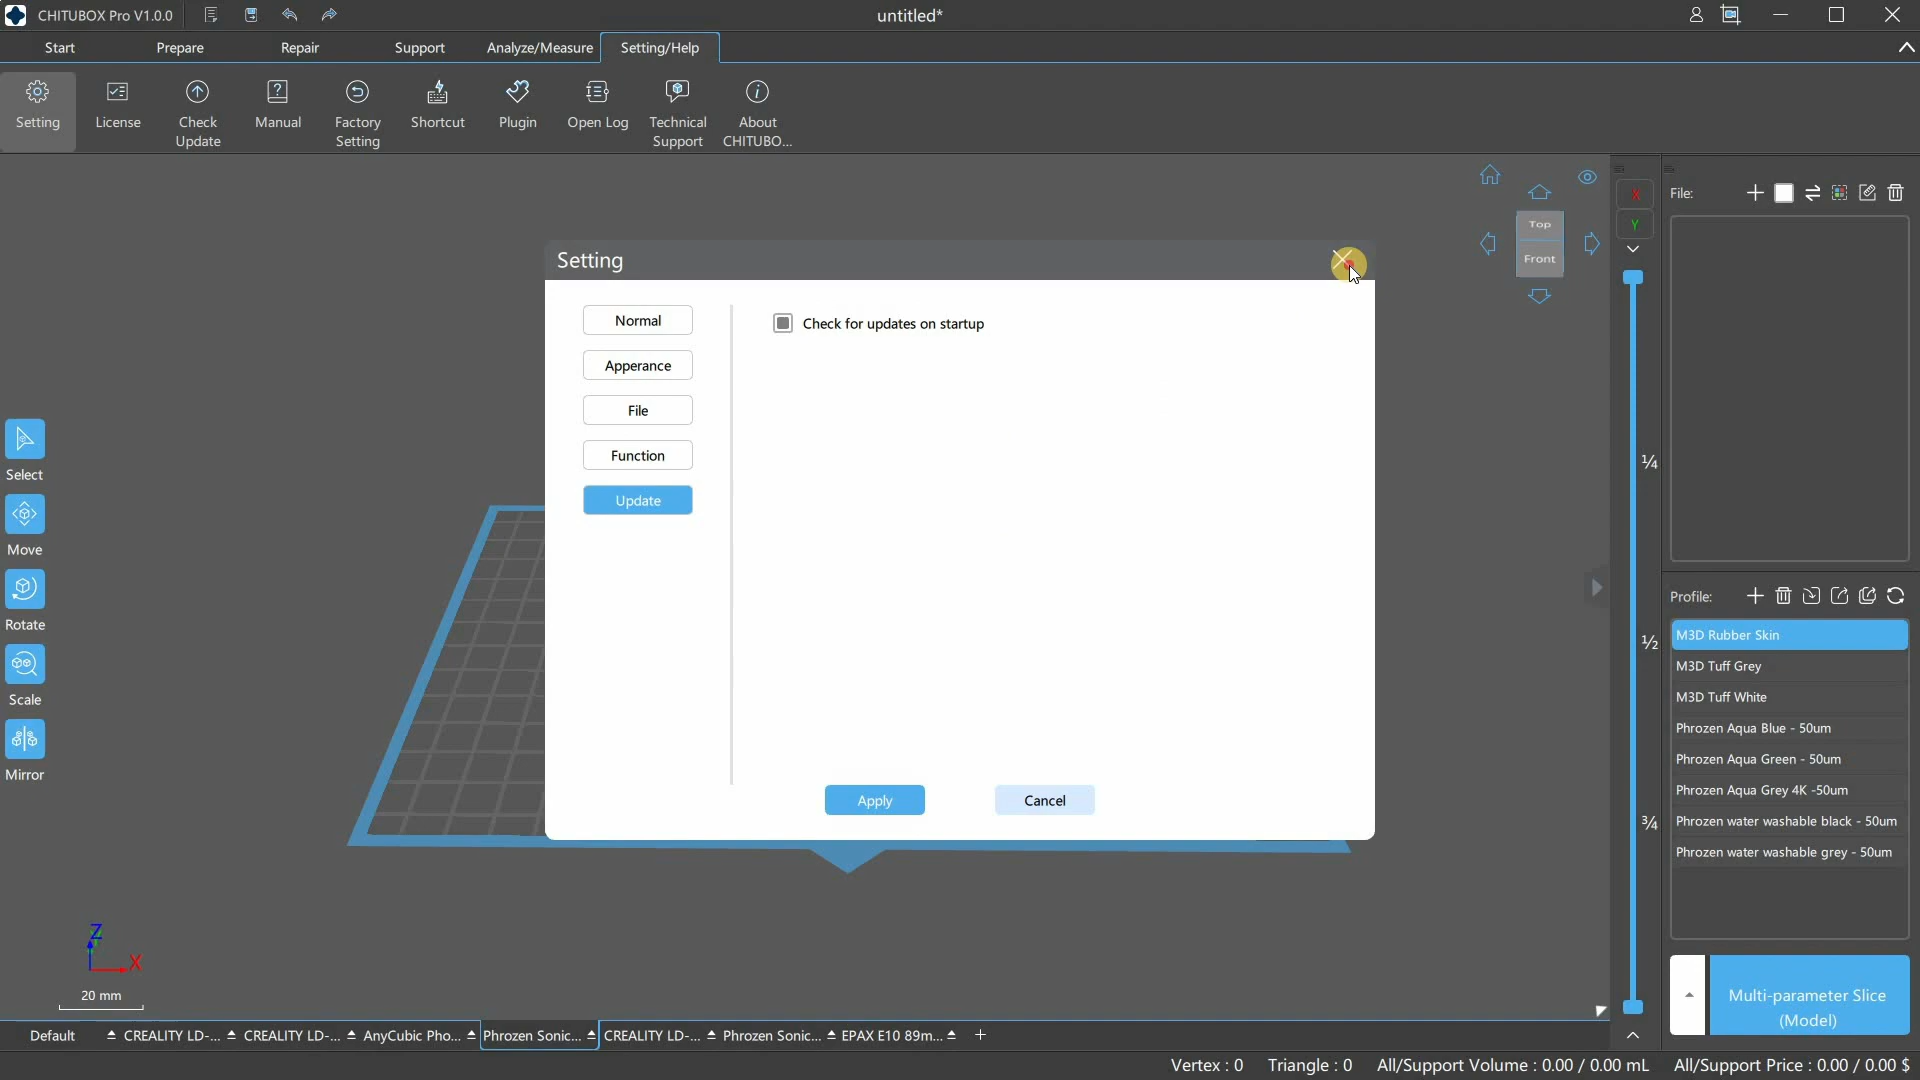 CHITUBOX Pro V1.0.0
untitled*
Start
Prepare
Repair
Support
Analyze/Measure
Setting/Help
Setting
License
Check
Update
Manual
Factory
Setting
Shortcut
Plugin
Open Log
Technical
Support
About
CHITUBO...
Top
Front
X
Y
File:
Setting
Normal
Apperance
File
Function
Update
Check for updates on startup
Apply
Cancel
Select
Move
Rotate
Scale
Mirror
¼
½
¾
Profile:
M3D Rubber Skin
M3D Tuff Grey
M3D Tuff White
Phrozen Aqua Blue - 50um
Phrozen Aqua Green - 50um
Phrozen Aqua Grey 4K -50um
Phrozen water washable black - 50um
Phrozen water washable grey - 50um
Multi-parameter Slice
(Model)
Z
X
20 mm
Default
CREALITY LD-...
CREALITY LD-...
AnyCubic Pho...
Phrozen Sonic...
CREALITY LD-...
Phrozen Sonic...
EPAX E10 89m...
Vertex : 0
Triangle : 0
All/Support Volume : 0.00 / 0.00 mL
All/Support Price : 0.00 / 0.00 $